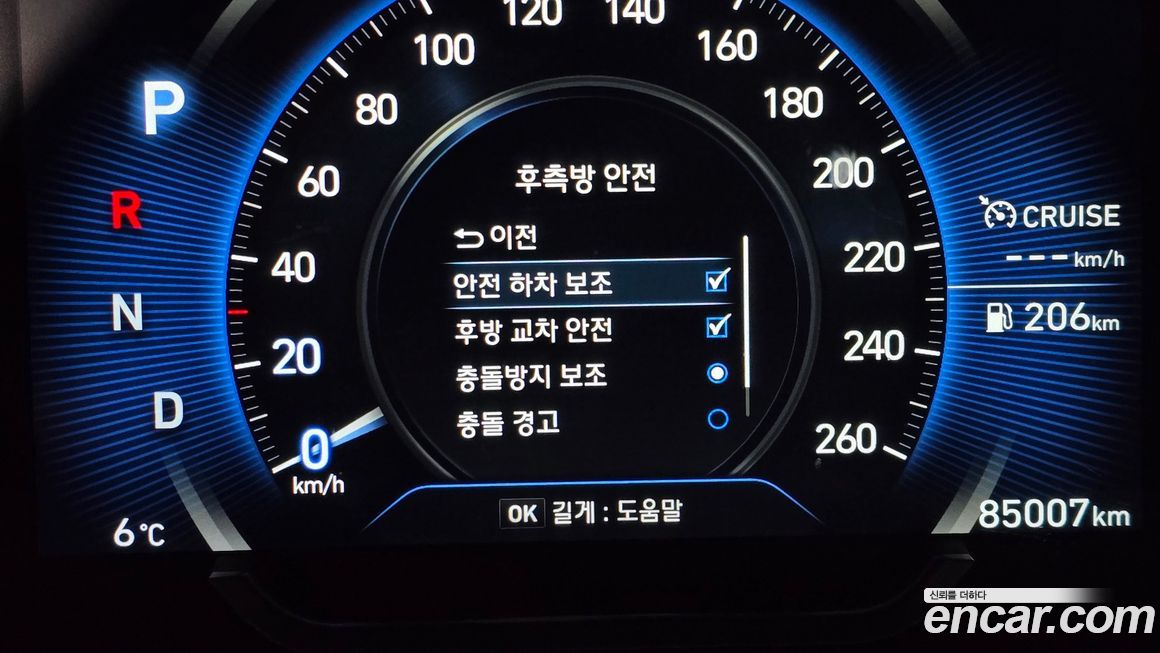 120
140
100
160
80
180
60
200
40
220
20
240
0
260
km/h
P
R
N
D
후측방 안전
이전
안전 하차 보조
후방 교차 안전
충돌방지 보조
충돌 경고
OK 길게 : 도움말
CRUISE
---km/h
206km
6℃
85007km
신뢰를 더하다
encar.com